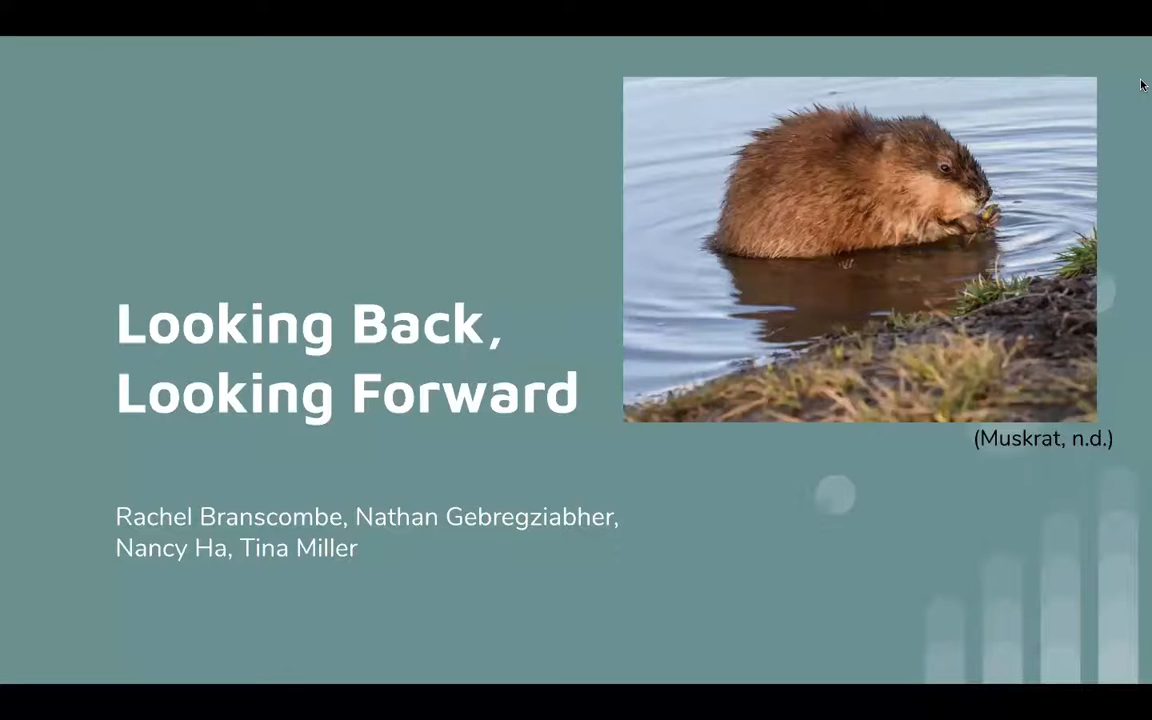 Looking Back,
Looking Forward
(Muskrat, n.d.)
Rachel Branscombe, Nathan Gebregziabher,
Nancy Ha, Tina Miller